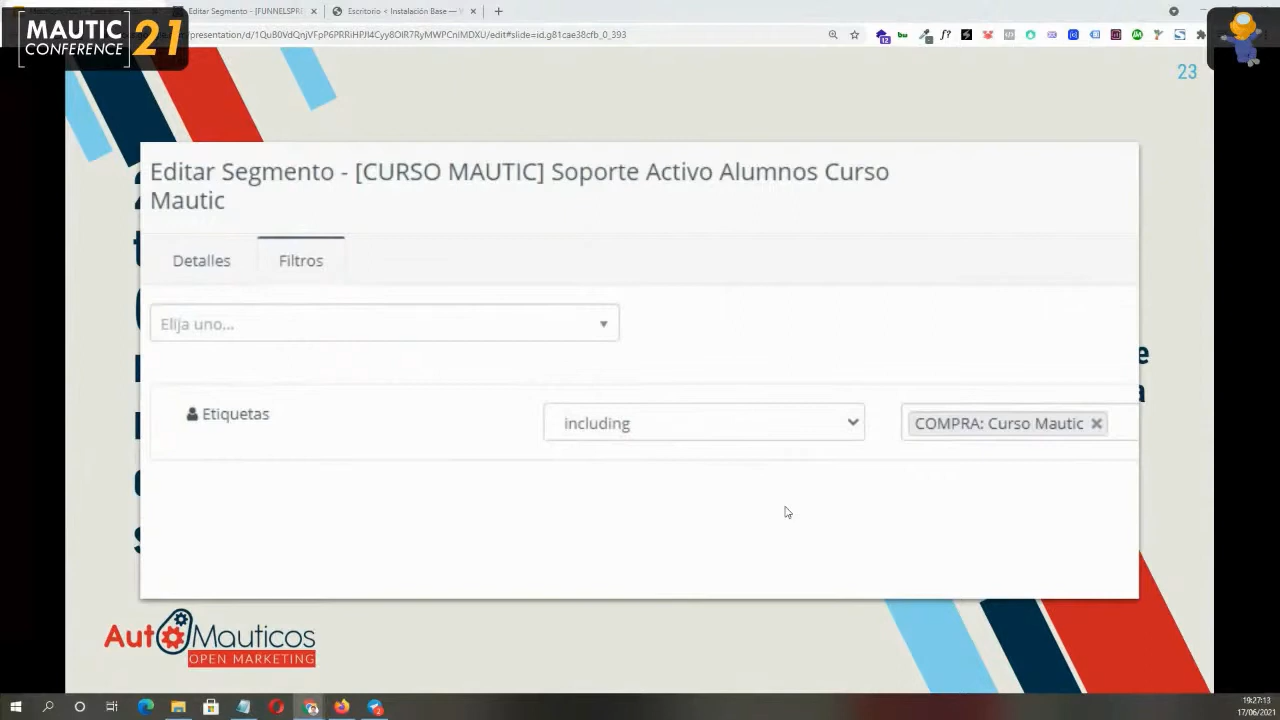 MAUTIC
CONFERENCE
21
Editar Segmento - [FUNNELSPR
Escritorio < Instalación Base —
12
23
Editar Segmento - [CURSO MAUTIC] Soporte Activo Alumnos Curso
Mautic
Detalles
Filtros
Elija uno...
Etiquetas
including
COMPRA: Curso Mautic
e
a
AutoMauticos
OPEN MARKETING
19:27:13
17/06/2021